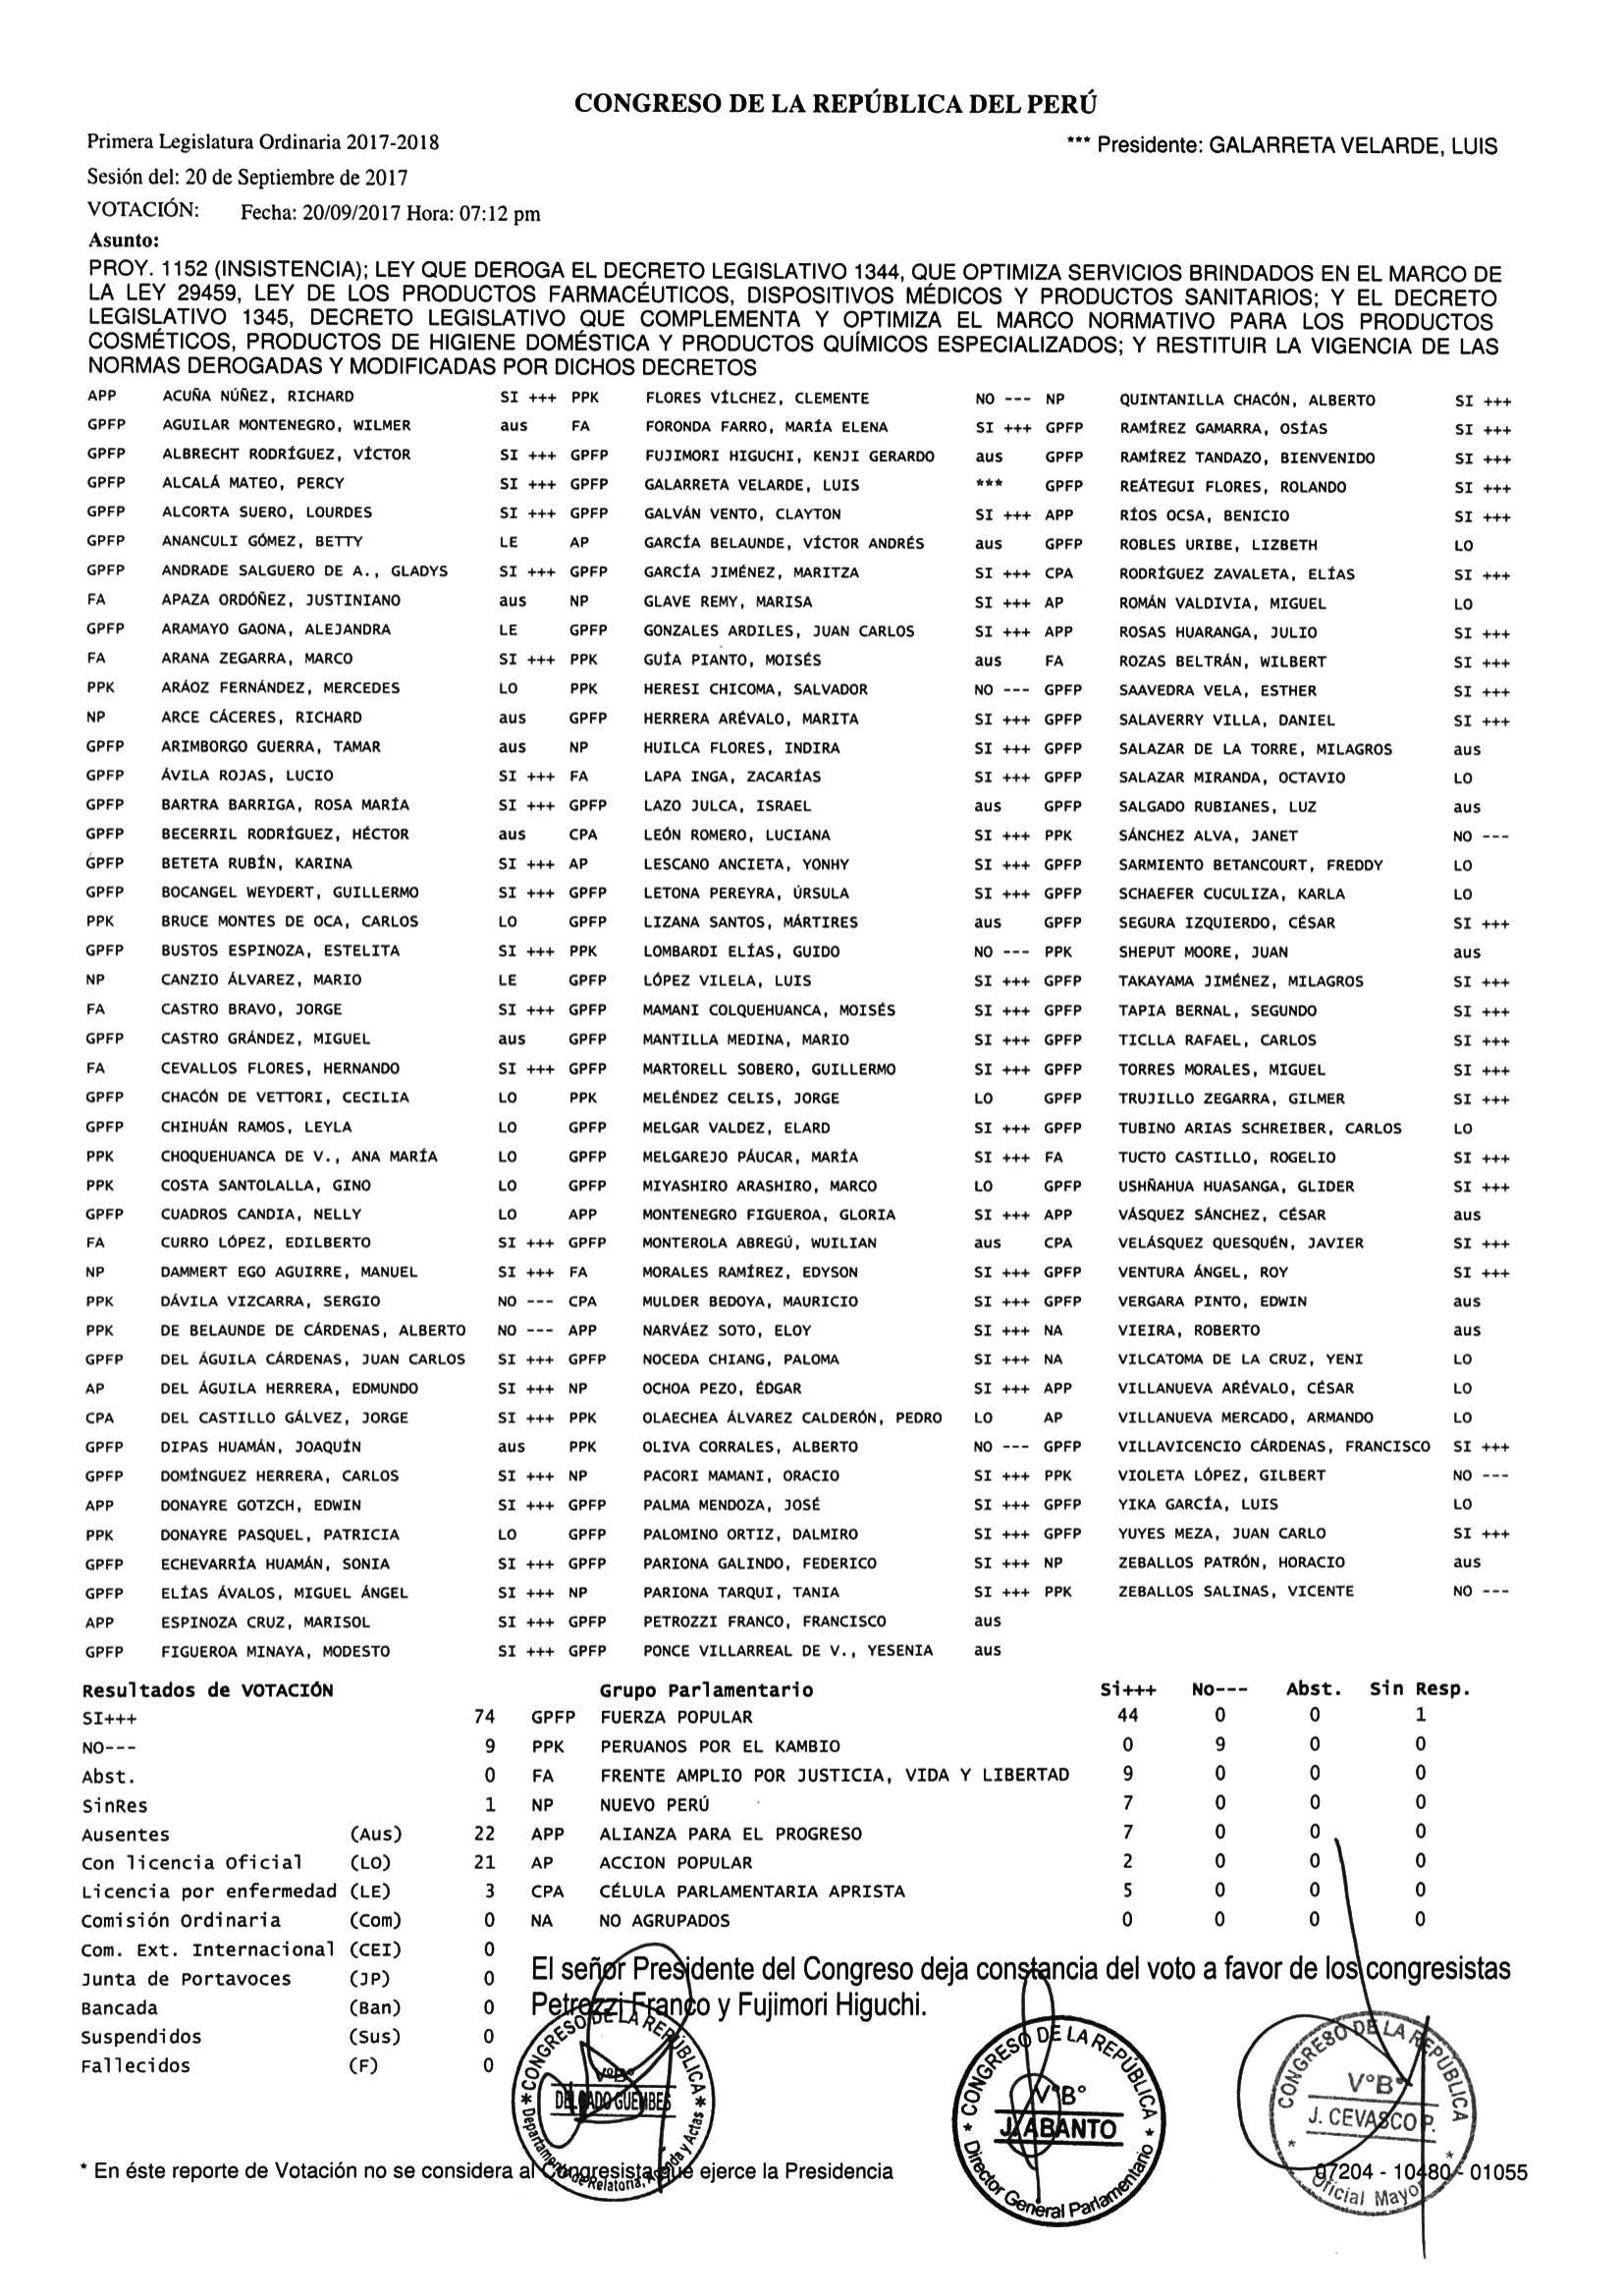 CONGRESO DE LA REPÚBLICA DEL PERÚ
Primera Legislatura Ordinaria 2017-2018 *** Presidente: GALARRETA VELARDE, LUIS
Sesión del: 20 de Septiembre de 2017
VOTACIÓN: Fecha: 20/09/2017 Hora: 07:12 pm
Asunto:
PROY. 1152 (INSISTENCIA); LEY QUE DEROGA EL DECRETO LEGISLATIVO 1344, QUE OPTIMIZA SERVICIOS BRINDADOS EN EL MARCO DE
LA LEY 29459, LEY DE LOS PRODUCTOS FARMACÉUTICOS, DISPOSITIVOS MÉDICOS Y PRODUCTOS SANITARIOS; Y EL DECRETO
LEGISLATIVO 1345, DECRETO LEGISLATIVO QUE COMPLEMENTA Y OPTIMIZA EL MARCO NORMATIVO PARA LOS PRODUCTOS
COSMÉTICOS, PRODUCTOS DE HIGIENE DOMÉSTICA Y PRODUCTOS QUÍMICOS ESPECIALIZADOS; Y RESTITUIR LA VIGENCIA DE LAS
NORMAS DEROGADAS Y MODIFICADAS POR DICHOS DECRETOS
APP ACUÑA NÚÑEZ, RICHARD SI +++ PPK FLORES VÍLCHEZ, CLEMENTE NO --- NP QUINTANILLA CHACÓN, ALBERTO SI +++
GPFP AGUILAR MONTENEGRO, WILMER aus FA FORONDA FARRO, MARÍA ELENA SI +++ GPFP RAMÍREZ GAMARRA, OSÍAS SI +++
GPFP ALBRECHT RODRÍGUEZ, VÍCTOR SI +++ GPFP FUJIMORI HIGUCHI, KENJI GERARDO aus GPFP RAMÍREZ TANDAZO, BIENVENIDO SI +++
GPFP ALCALÁ MATEO, PERCY SI +++ GPFP GALARRETA VELARDE, LUIS *** GPFP REÁTEGUI FLORES, ROLANDO SI +++
GPFP ALCORTA SUERO, LOURDES SI +++ GPFP GALVÁN VENTO, CLAYTON SI +++ APP RÍOS OCSA, BENICIO SI +++
GPFP ANANCULI GÓMEZ, BETTY LE AP GARCÍA BELAUNDE, VÍCTOR ANDRÉS aus GPFP ROBLES URIBE, LIZBETH LO
GPFP ANDRADE SALGUERO DE A., GLADYS SI +++ GPFP GARCÍA JIMÉNEZ, MARITZA SI +++ CPA RODRÍGUEZ ZAVALETA, ELÍAS SI +++
FA APAZA ORDÓÑEZ, JUSTINIANO aus NP GLAVE REMY, MARISA SI +++ AP ROMÁN VALDIVIA, MIGUEL LO
GPFP ARAMAYO GAONA, ALEJANDRA LE GPFP GONZALES ARDILES, JUAN CARLOS SI +++ APP ROSAS HUARANGA, JULIO SI +++
FA ARANA ZEGARRA, MARCO SI +++ PPK GUÍA PIANTO, MOISÉS aus FA ROZAS BELTRÁN, WILBERT SI +++
PPK ARÁOZ FERNÁNDEZ, MERCEDES LO PPK HERESI CHICOMA, SALVADOR NO --- GPFP SAAVEDRA VELA, ESTHER SI +++
NP ARCE CÁCERES, RICHARD aus GPFP HERRERA ARÉVALO, MARITA SI +++ GPFP SALAVERRY VILLA, DANIEL SI +++
GPFP ARIMBORGO GUERRA, TAMAR aus NP HUILCA FLORES, INDIRA SI +++ GPFP SALAZAR DE LA TORRE, MILAGROS aus
GPFP ÁVILA ROJAS, LUCIO SI +++ FA LAPA INGA, ZACARÍAS SI +++ GPFP SALAZAR MIRANDA, OCTAVIO LO
GPFP BARTRA BARRIGA, ROSA MARÍA SI +++ GPFP LAZO JULCA, ISRAEL aus GPFP SALGADO RUBIANES, LUZ aus
GPFP BECERRIL RODRÍGUEZ, HÉCTOR aus CPA LEÓN ROMERO, LUCIANA SI +++ PPK SÁNCHEZ ALVA, JANET NO ---
GPFP BETETA RUBÍN, KARINA SI +++ AP LESCANO ANCIETA, YONHY SI +++ GPFP SARMIENTO BETANCOURT, FREDDY LO
GPFP BOCANGEL WEYDERT, GUILLERMO SI +++ GPFP LETONA PEREYRA, ÚRSULA SI +++ GPFP SCHAEFER CUCULIZA, KARLA LO
PPK BRUCE MONTES DE OCA, CARLOS LO GPFP LIZANA SANTOS, MÁRTIRES aus GPFP SEGURA IZQUIERDO, CÉSAR SI +++
GPFP BUSTOS ESPINOZA, ESTELITA SI +++ PPK LOMBARDI ELÍAS, GUIDO NO --- PPK SHEPUT MOORE, JUAN aus
NP CANZIO ÁLVAREZ, MARIO LE GPFP LÓPEZ VILELA, LUIS SI +++ GPFP TAKAYAMA JIMÉNEZ, MILAGROS SI +++
FA CASTRO BRAVO, JORGE SI +++ GPFP MAMANI COLQUEHUANCA, MOISÉS SI +++ GPFP TAPIA BERNAL, SEGUNDO SI +++
GPFP CASTRO GRÁNDEZ, MIGUEL aus GPFP MANTILLA MEDINA, MARIO SI +++ GPFP TICLLA RAFAEL, CARLOS SI +++
FA CEVALLOS FLORES, HERNANDO SI +++ GPFP MARTORELL SOBERO, GUILLERMO SI +++ GPFP TORRES MORALES, MIGUEL SI +++
GPFP CHACÓN DE VETTORI, CECILIA LO PPK MELÉNDEZ CELIS, JORGE LO GPFP TRUJILLO ZEGARRA, GILMER SI +++
GPFP CHIHUÁN RAMOS, LEYLA LO GPFP MELGAR VALDEZ, ELARD SI +++ GPFP TUBINO ARIAS SCHREIBER, CARLOS LO
PPK CHOQUEHUANCA DE V., ANA MARÍA LO GPFP MELGAREJO PÁUCAR, MARÍA SI +++ FA TUCTO CASTILLO, ROGELIO SI +++
PPK COSTA SANTOLALLA, GINO LO GPFP MIYASHIRO ARASHIRO, MARCO LO GPFP USHÑAHUA HUASANGA, GLIDER SI +++
GPFP CUADROS CANDIA, NELLY LO APP MONTENEGRO FIGUEROA, GLORIA SI +++ APP VÁSQUEZ SÁNCHEZ, CÉSAR aus
FA CURRO LÓPEZ, EDILBERTO SI +++ GPFP MONTEROLA ABREGÚ, WUILIAN aus CPA VELÁSQUEZ QUESQUÉN, JAVIER SI +++
NP DAMMERT EGO AGUIRRE, MANUEL SI +++ FA MORALES RAMÍREZ, EDYSON SI +++ GPFP VENTURA ÁNGEL, ROY SI +++
PPK DÁVILA VIZCARRA, SERGIO NO --- CPA MULDER BEDOYA, MAURICIO SI +++ GPFP VERGARA PINTO, EDWIN aus
PPK DE BELAUNDE DE CÁRDENAS, ALBERTO NO --- APP NARVÁEZ SOTO, ELOY SI +++ NA VIEIRA, ROBERTO aus
GPFP DEL ÁGUILA CÁRDENAS, JUAN CARLOS SI +++ GPFP NOCEDA CHIANG, PALOMA SI +++ NA VILCATOMA DE LA CRUZ, YENI LO
AP DEL ÁGUILA HERRERA, EDMUNDO SI +++ NP OCHOA PEZO, ÉDGAR SI +++ APP VILLANUEVA ARÉVALO, CÉSAR LO
CPA DEL CASTILLO GÁLVEZ, JORGE SI +++ PPK OLAECHEA ÁLVAREZ CALDERÓN, PEDRO LO AP VILLANUEVA MERCADO, ARMANDO LO
GPFP DIPAS HUAMÁN, JOAQUÍN aus PPK OLIVA CORRALES, ALBERTO NO --- GPFP VILLAVICENCIO CÁRDENAS, FRANCISCO SI +++
GPFP DOMÍNGUEZ HERRERA, CARLOS SI +++ NP PACORI MAMANI, ORACIO SI +++ PPK VIOLETA LÓPEZ, GILBERT NO ---
APP DONAYRE GOTZCH, EDWIN SI +++ GPFP PALMA MENDOZA, JOSÉ SI +++ GPFP YIKA GARCÍA, LUIS LO
PPK DONAYRE PASQUEL, PATRICIA LO GPFP PALOMINO ORTIZ, DALMIRO SI +++ GPFP YUYES MEZA, JUAN CARLO SI +++
GPFP ECHEVARRÍA HUAMÁN, SONIA SI +++ GPFP PARIONA GALINDO, FEDERICO SI +++ NP ZEBALLOS PATRÓN, HORACIO aus
GPFP ELÍAS ÁVALOS, MIGUEL ÁNGEL SI +++ NP PARIONA TARQUI, TANIA SI +++ PPK ZEBALLOS SALINAS, VICENTE NO ---
APP ESPINOZA CRUZ, MARISOL SI +++ GPFP PETROZZI FRANCO, FRANCISCO aus
GPFP FIGUEROA MINAYA, MODESTO SI +++ GPFP PONCE VILLARREAL DE V., YESENIA aus
Resultados de VOTACIÓN Grupo Parlamentario Si+++ No--- Abst. Sin Resp.
SI+++ 74 GPFP FUERZA POPULAR 44 0 0 1
NO--- 9 PPK PERUANOS POR EL KAMBIO 0 9 0 0
Abst. 0 FA FRENTE AMPLIO POR JUSTICIA, VIDA Y LIBERTAD 9 0 0 0
SinRes 1 NP NUEVO PERÚ 7 0 0 0
Ausentes (Aus) 22 APP ALIANZA PARA EL PROGRESO 7 0 0 0
Con licencia Oficial (LO) 21 AP ACCION POPULAR 2 0 0 0
Licencia por enfermedad (LE) 3 CPA CÉLULA PARLAMENTARIA APRISTA 5 0 0 0
Comisión Ordinaria (Com) 0 NA NO AGRUPADOS 0 0 0 0
Com. Ext. Internacional (CEI) 0
Junta de Portavoces (JP) 0
Bancada (Ban) 0
Suspendidos (Sus) 0
Fallecidos (F) 0
El señor Presidente del Congreso deja constancia del voto a favor de los congresistas
Petrozzi Franco y Fujimori Higuchi.
CONGRESO DE LA REPÚBLICA
V°B°
DELGADO GUEMBES
Departamento de Relatoría, Agenda y Actas
CONGRESO DE LA REPÚBLICA
V°B°
J. ABANTO
Director General Parlamentario
CONGRESO DE LA REPÚBLICA
V°B°
J. CEVASCO P.
Oficial Mayor
* En éste reporte de Votación no se considera al Congresista que ejerce la Presidencia 07204 - 10480 - 01055